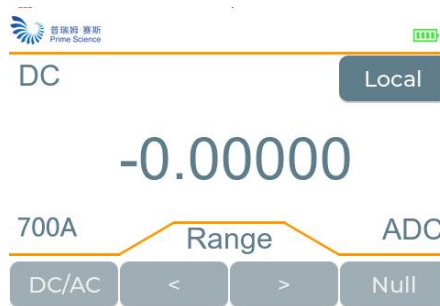 普瑞姆·赛斯
Prime Science
DC
Local
-0.00000
700A
Range
ADC
DC/AC
<
>
Null